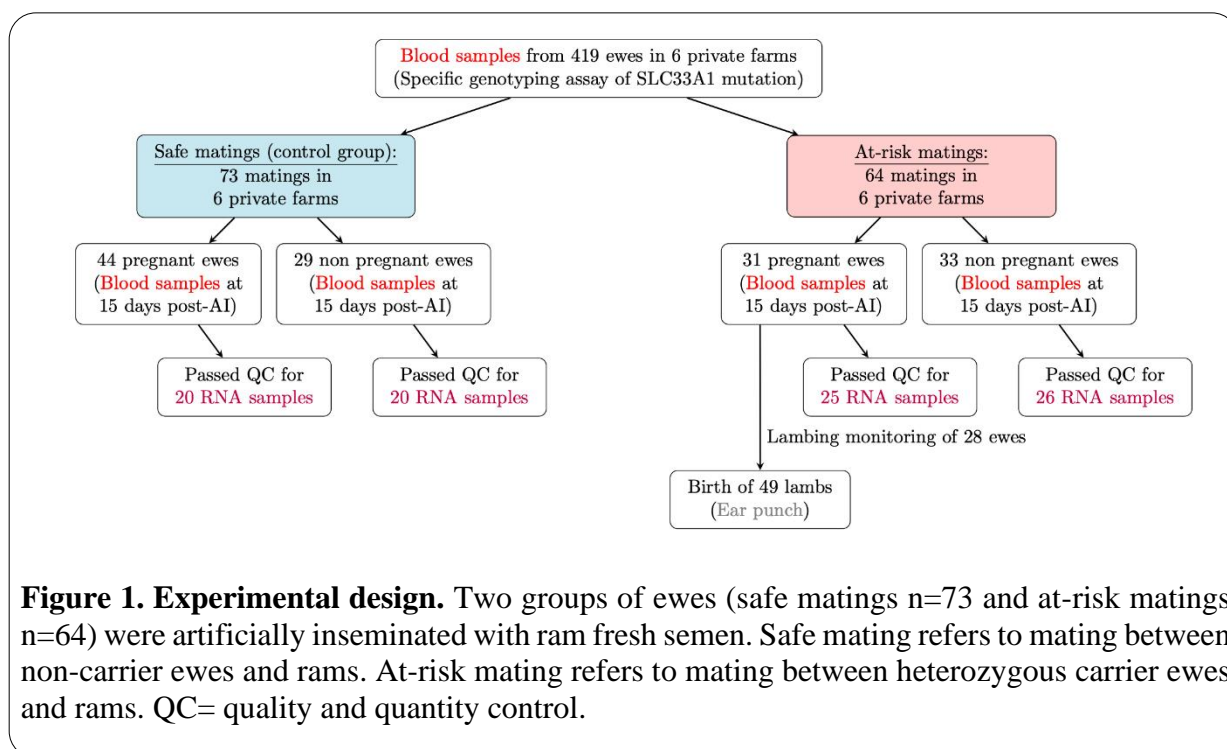 Blood samples from 419 ewes in 6 private farms
(Specific genotyping assay of SLC33A1 mutation)
Safe matings (control group):
73 matings in
6 private farms
At-risk matings:
64 matings in
6 private farms
44 pregnant ewes
(Blood samples at
15 days post-AI)
29 non pregnant ewes
(Blood samples at
15 days post-AI)
31 pregnant ewes
(Blood samples at
15 days post-AI)
33 non pregnant ewes
(Blood samples at
15 days post-AI)
Passed QC for
20 RNA samples
Passed QC for
20 RNA samples
Passed QC for
25 RNA samples
Passed QC for
26 RNA samples
Lambing monitoring of 28 ewes
Birth of 49 lambs
(Ear punch)
Figure 1. Experimental design. Two groups of ewes (safe matings n=73 and at-risk matings
n=64) were artificially inseminated with ram fresh semen. Safe mating refers to mating between
non-carrier ewes and rams. At-risk mating refers to mating between heterozygous carrier ewes
and rams. QC= quality and quantity control.